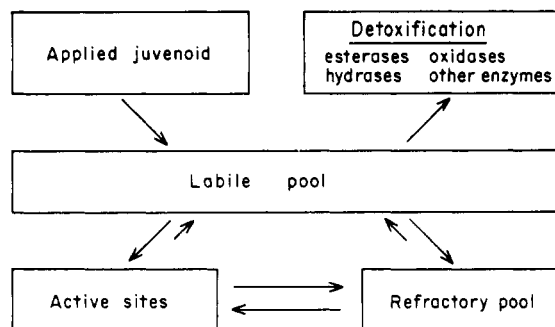 Applied juvenoid
Detoxification
esterases oxidases
hydrases other enzymes
Labile pool
Active sites
Refractory pool